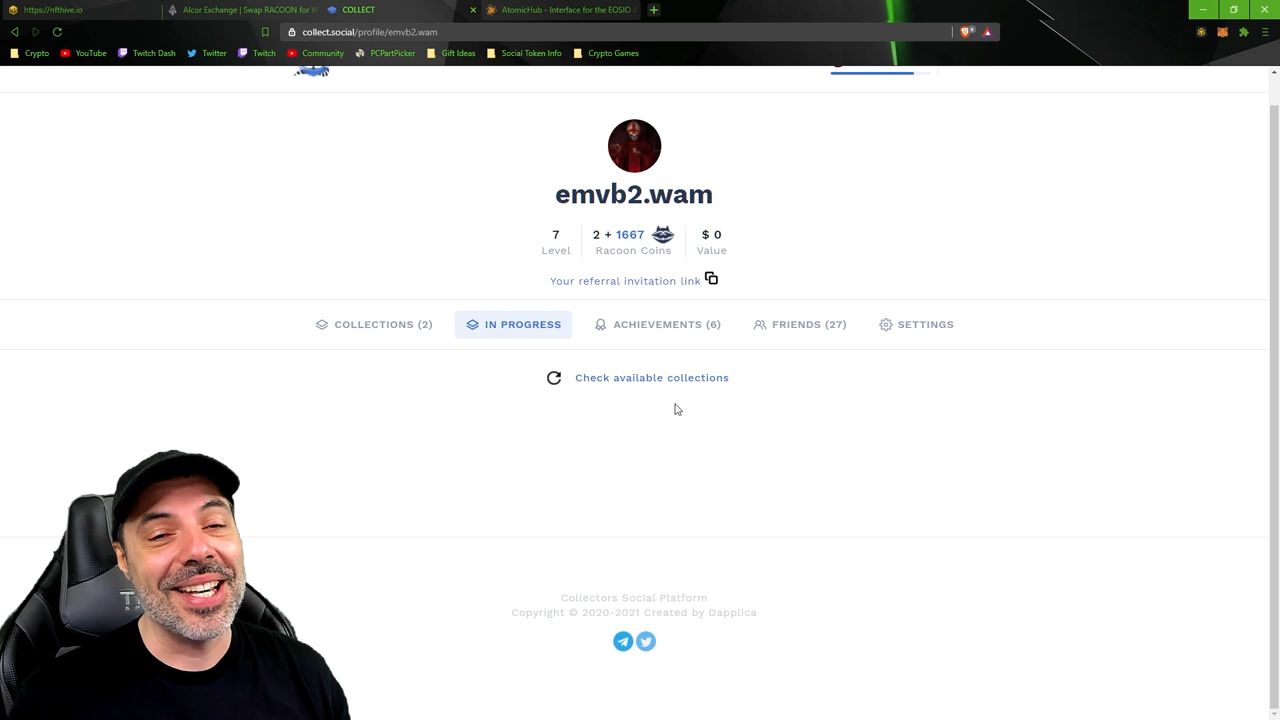 https://nfthive.io
Alcor Exchange | Swap RACOON for W
COLLECT
AtomicHub - Interface for the EOSIO /
collect.social/profile/emvb2.wam
Crypto
YouTube
Twitch Dash
Twitter
Twitch
Community
PCPartPicker
Gift Ideas
Social Token Info
Crypto Games
emvb2.wam
7
2 + 1667
$ 0
Level
Racoon Coins
Value
Your referral invitation link
COLLECTIONS (2)
IN PROGRESS
ACHIEVEMENTS (6)
FRIENDS (27)
SETTINGS
Check available collections
Collectors Social Platform
Copyright © 2020-2021 Created by Dapplica